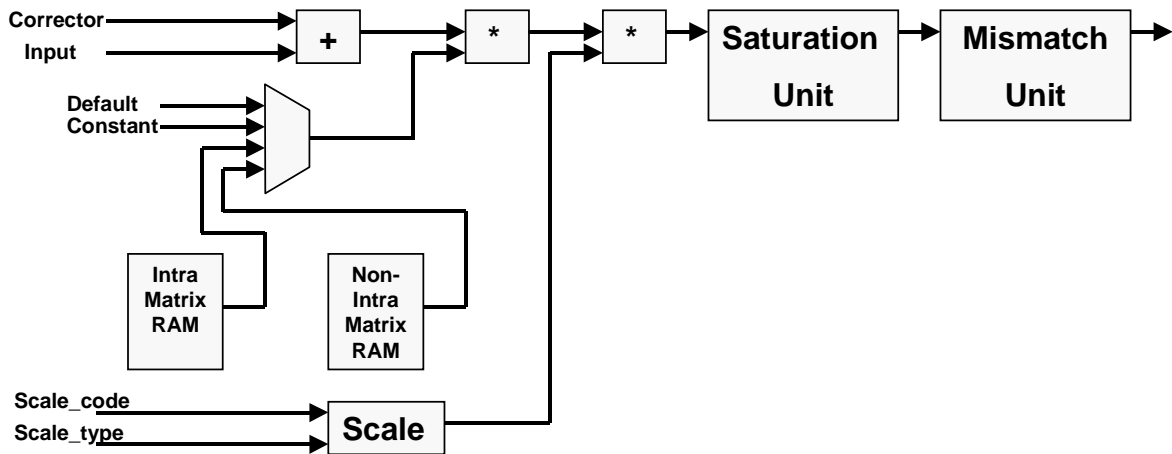 Corrector
Input
+
*
*
Saturation
Unit
Mismatch
Unit
Default
Constant
Intra
Matrix
RAM
Non-
Intra
Matrix
RAM
Scale_code
Scale_type
Scale